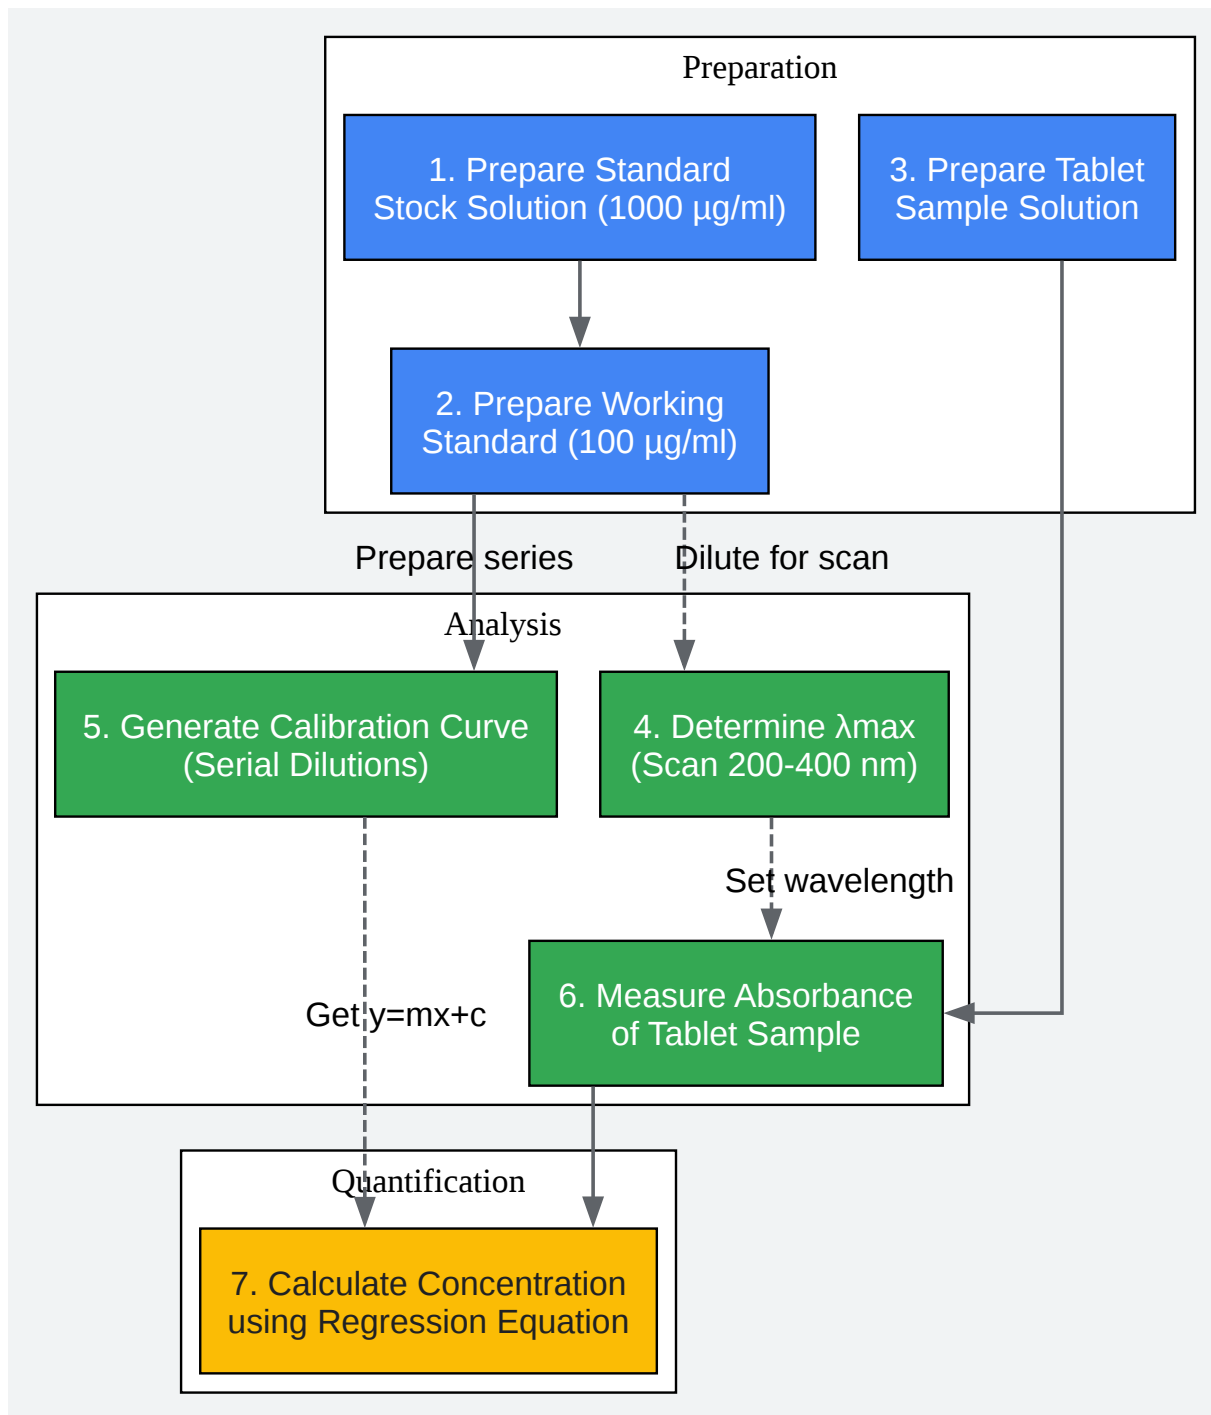 Preparation
1. Prepare Standard
Stock Solution (1000 µg/ml)
3. Prepare Tablet
Sample Solution
2. Prepare Working
Standard (100 µg/ml)
Prepare series
Dilute for scan
Analysis
5. Generate Calibration Curve
(Serial Dilutions)
4. Determine λmax
(Scan 200-400 nm)
Set wavelength
6. Measure Absorbance
of Tablet Sample
Get y=mx+c
Quantification
7. Calculate Concentration
using Regression Equation